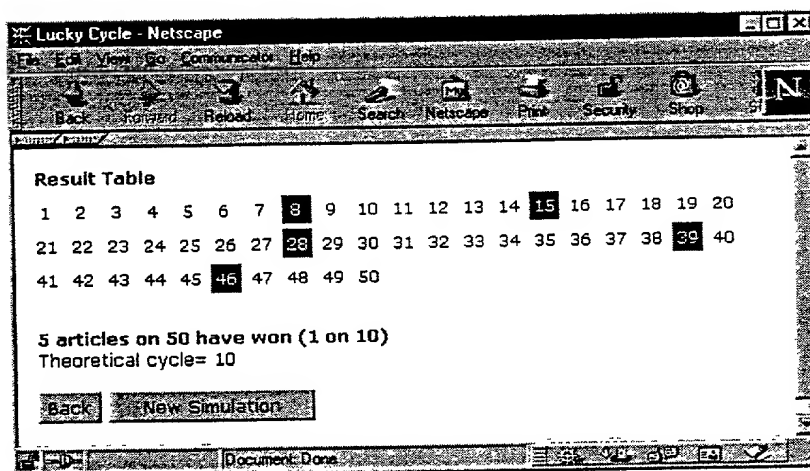 Lucky Cycle - Netscape
File Edit View Go Communicator Help
Back Forward Reload Home Search Netscape Print Security Shop
N
Result Table
1 2 3 4 5 6 7 8 9 10 11 12 13 14 15 16 17 18 19 20
21 22 23 24 25 26 27 28 29 30 31 32 33 34 35 36 37 38 39 40
41 42 43 44 45 46 47 48 49 50
5 articles on 50 have won (1 on 10)
Theoretical cycle= 10
Back New Simulation
Document: Done